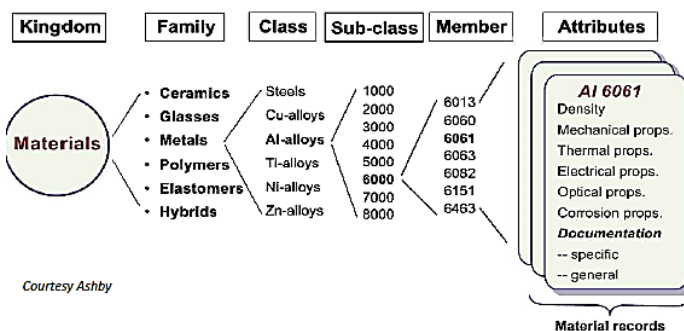 Kingdom
Family
Class
Sub-class
Member
Attributes
Materials
• Ceramics
• Glasses
• Metals
• Polymers
• Elastomers
• Hybrids
Steels
Cu-alloys
Al-alloys
Ti-alloys
Ni-alloys
Zn-alloys
1000
2000
3000
4000
5000
6000
7000
8000
6013
6060
6061
6063
6082
6151
6463
Al 6061
Density
Mechanical props.
Thermal props.
Electrical props.
Optical props.
Corrosion props.
Documentation
-- specific
-- general
Material records
Courtesy Ashby